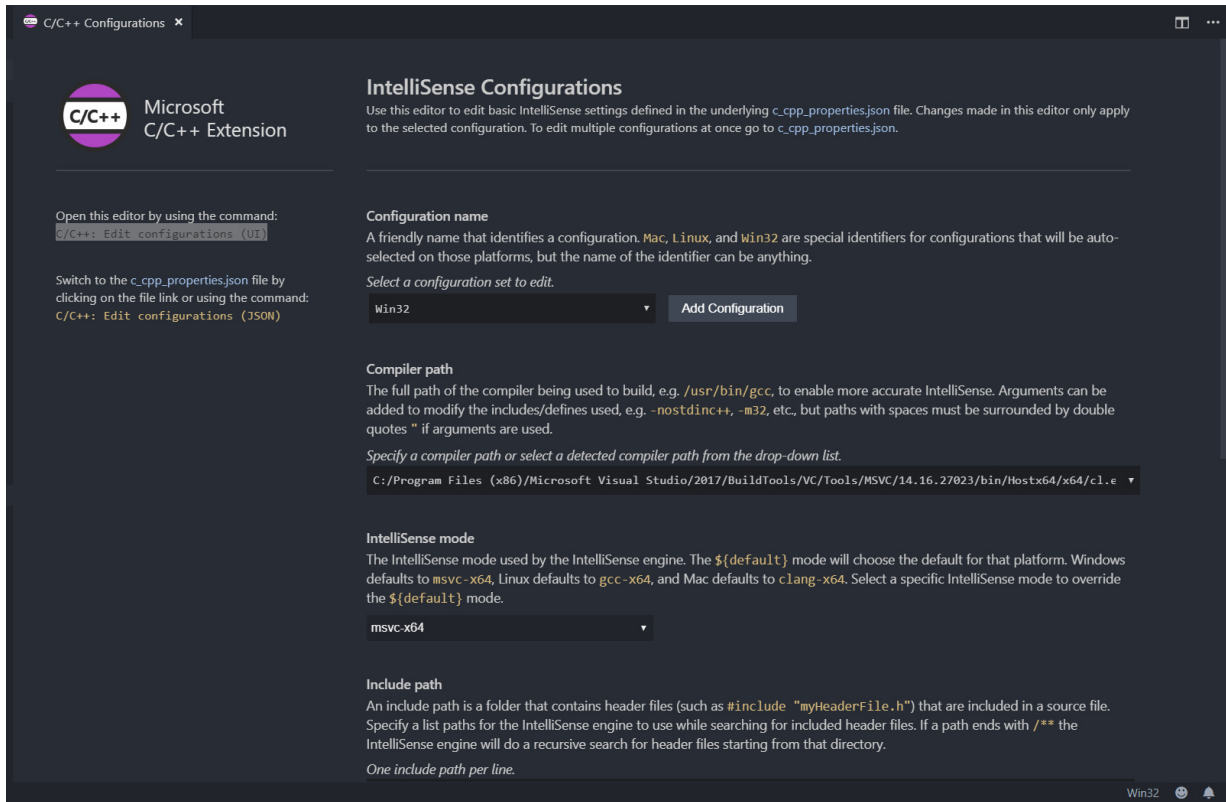 C/C++ Configurations ×
C/C++
Microsoft
C/C++ Extension
Open this editor by using the command:
C/C++: Edit configurations (UI)
Switch to the c_cpp_properties.json file by
clicking on the file link or using the command:
C/C++: Edit configurations (JSON)
IntelliSense Configurations
Use this editor to edit basic IntelliSense settings defined in the underlying c_cpp_properties.json file. Changes made in this editor only apply
to the selected configuration. To edit multiple configurations at once go to c_cpp_properties.json.
Configuration name
A friendly name that identifies a configuration. Mac, Linux, and Win32 are special identifiers for configurations that will be auto-
selected on those platforms, but the name of the identifier can be anything.
Select a configuration set to edit.
Win32
Add Configuration
Compiler path
The full path of the compiler being used to build, e.g. /usr/bin/gcc, to enable more accurate IntelliSense. Arguments can be
added to modify the includes/defines used, e.g. -nostdinc++, -m32, etc., but paths with spaces must be surrounded by double
quotes " if arguments are used.
Specify a compiler path or select a detected compiler path from the drop-down list.
C:/Program Files (x86)/Microsoft Visual Studio/2017/BuildTools/VC/Tools/MSVC/14.16.27023/bin/Hostx64/x64/cl.e
IntelliSense mode
The IntelliSense mode used by the IntelliSense engine. The ${default} mode will choose the default for that platform. Windows
defaults to msvc-x64, Linux defaults to gcc-x64, and Mac defaults to clang-x64. Select a specific IntelliSense mode to override
the ${default} mode.
msvc-x64
Include path
An include path is a folder that contains header files (such as #include "myHeaderFile.h") that are included in a source file.
Specify a list paths for the IntelliSense engine to use while searching for included header files. If a path ends with /** the
IntelliSense engine will do a recursive search for header files starting from that directory.
One include path per line.
Win32